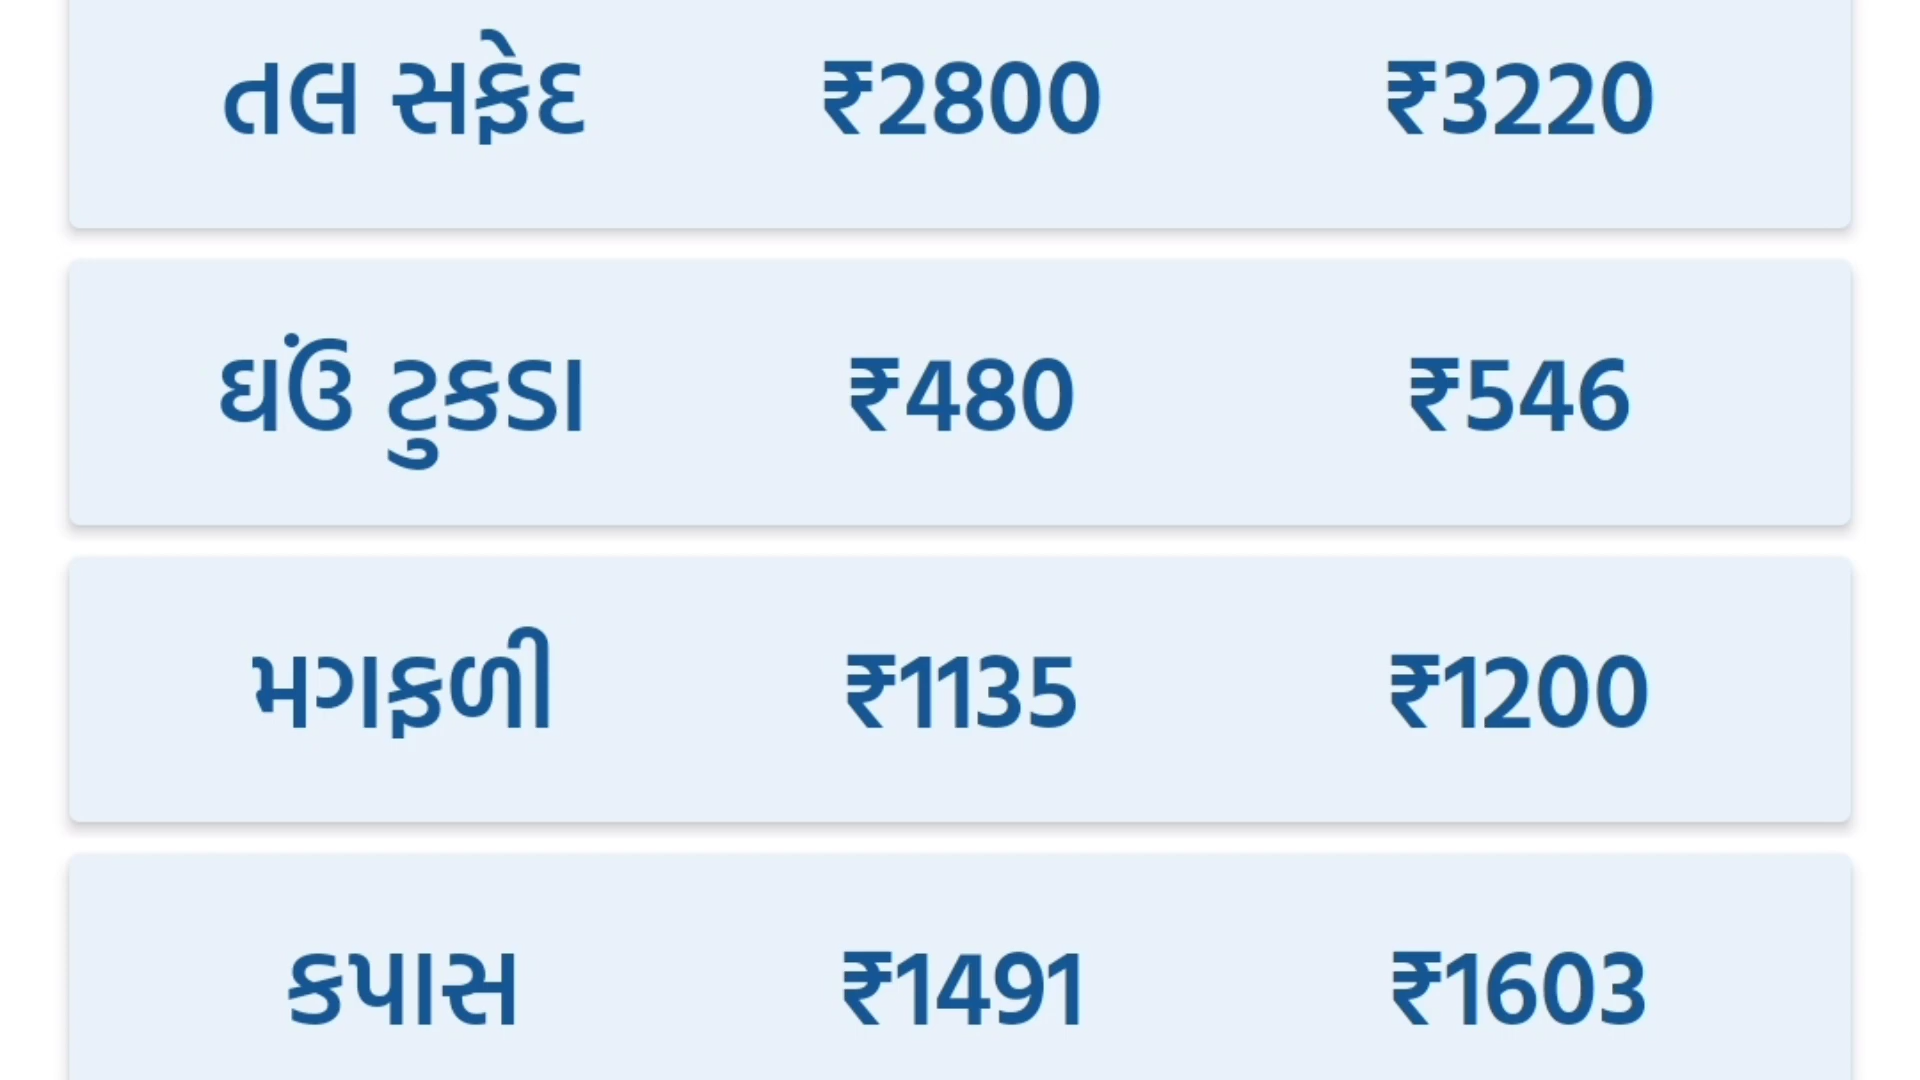 તલ સફેદ ₹2800 ₹3220
ઘઉં ટુકડા ₹480 ₹546
મગફળી ₹1135 ₹1200
કપાસ ₹1491 ₹1603